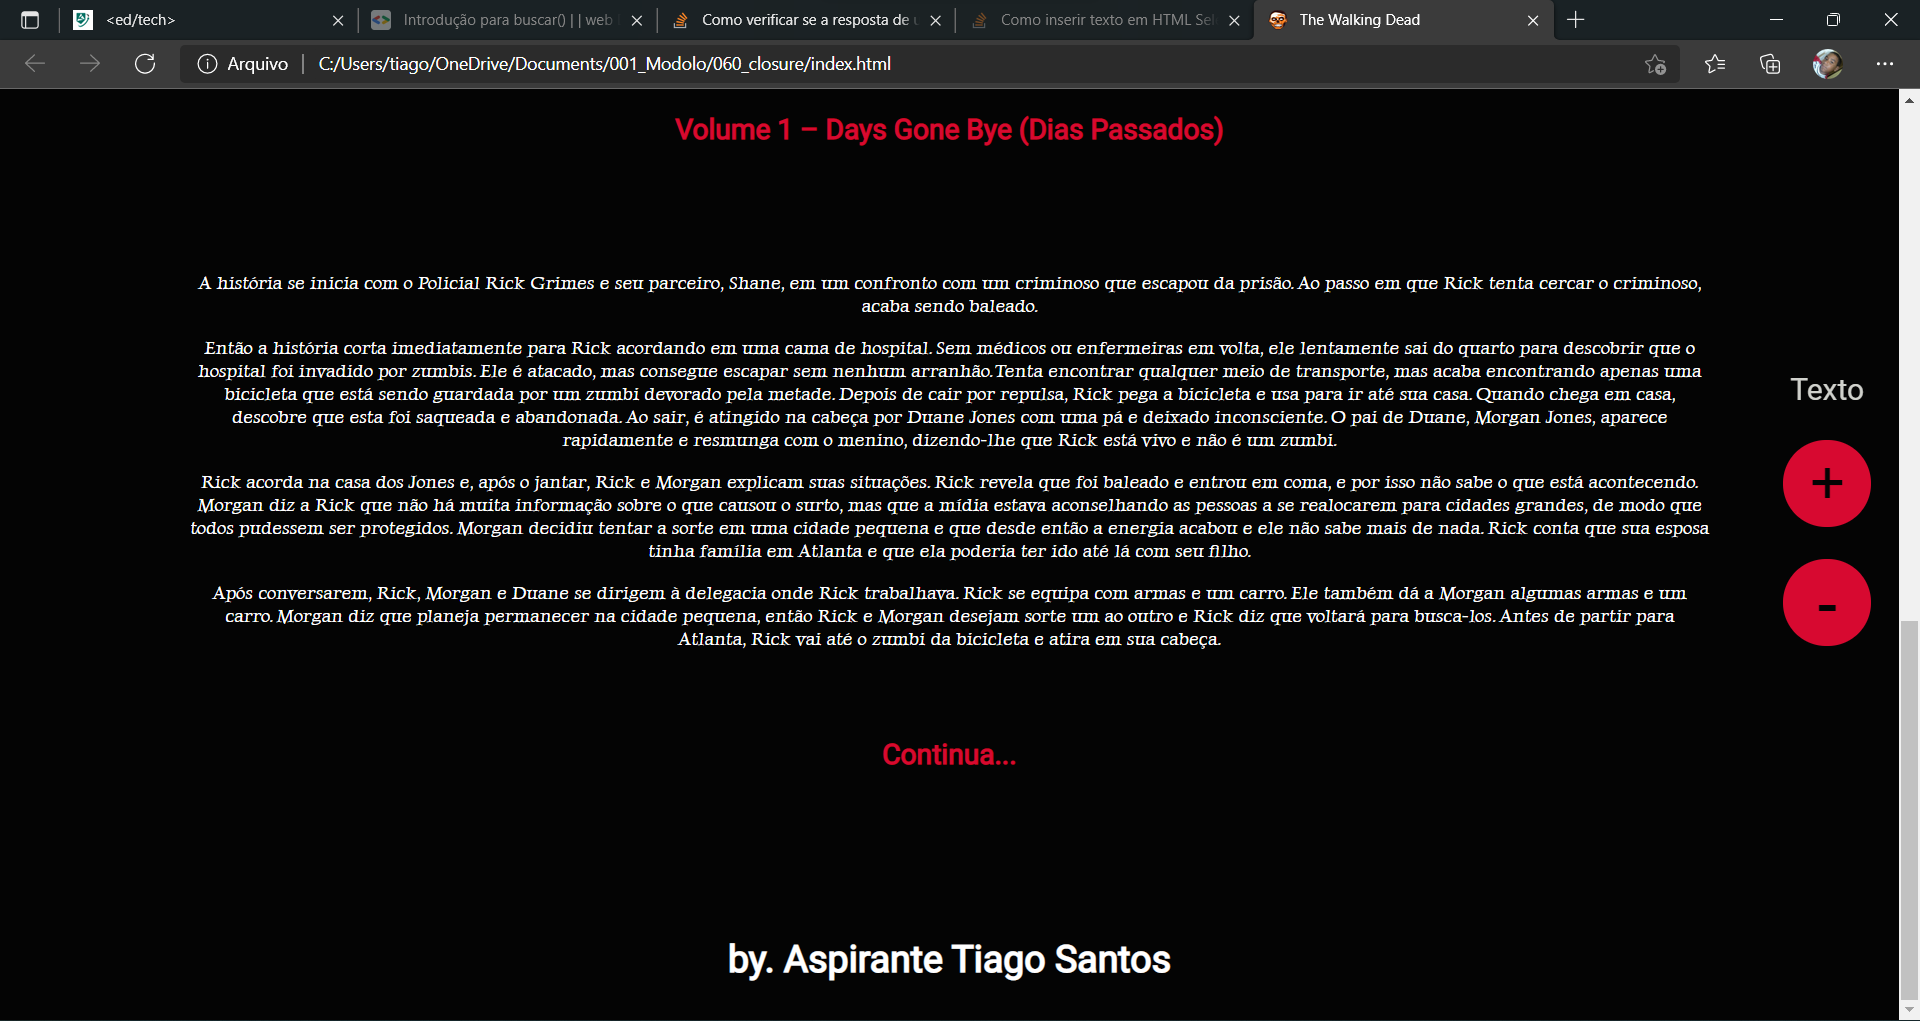 <ed/tech>
Introdução para buscar() | | web
Como verificar se a resposta de
Como inserir texto em HTML Sel
The Walking Dead
Arquivo
C:/Users/tiago/OneDrive/Documents/001_Modolo/060_closure/index.html
Volume 1 – Days Gone Bye (Dias Passados)
A história se inicia com o Policial Rick Grimes e seu parceiro, Shane, em um confronto com um criminoso que escapou da prisão. Ao passo em que Rick tenta cercar o criminoso,
acaba sendo baleado.
Então a história corta imediatamente para Rick acordando em uma cama de hospital. Sem médicos ou enfermeiras em volta, ele lentamente sai do quarto para descobrir que o
hospital foi invadido por zumbis. Ele é atacado, mas consegue escapar sem nenhum arranhão. Tenta encontrar qualquer meio de transporte, mas acaba encontrando apenas uma
bicicleta que está sendo guardada por um zumbi devorado pela metade. Depois de cair por repulsa, Rick pega a bicicleta e usa para ir até sua casa. Quando chega em casa,
descobre que esta foi saqueada e abandonada. Ao sair, é atingido na cabeça por Duane Jones com uma pá e deixado inconsciente. O pai de Duane, Morgan Jones, aparece
rapidamente e resmunga com o menino, dizendo-lhe que Rick está vivo e não é um zumbi.
Rick acorda na casa dos Jones e, após o jantar, Rick e Morgan explicam suas situações. Rick revela que foi baleado e entrou em coma, e por isso não sabe o que está acontecendo.
Morgan diz a Rick que não há muita informação sobre o que causou o surto, mas que a mídia estava aconselhando as pessoas a se realocarem para cidades grandes, de modo que
todos pudessem ser protegidos. Morgan decidiu tentar a sorte em uma cidade pequena e que desde então a energia acabou e ele não sabe mais de nada. Rick conta que sua esposa
tinha família em Atlanta e que ela poderia ter ido até lá com seu filho.
Após conversarem, Rick, Morgan e Duane se dirigem à delegacia onde Rick trabalhava. Rick se equipa com armas e um carro. Ele também dá a Morgan algumas armas e um
carro. Morgan diz que planeja permanecer na cidade pequena, então Rick e Morgan desejam sorte um ao outro e Rick diz que voltará para busca-los. Antes de partir para
Atlanta, Rick vai até o zumbi da bicicleta e atira em sua cabeça.
Texto
+
-
Continua...
by. Aspirante Tiago Santos